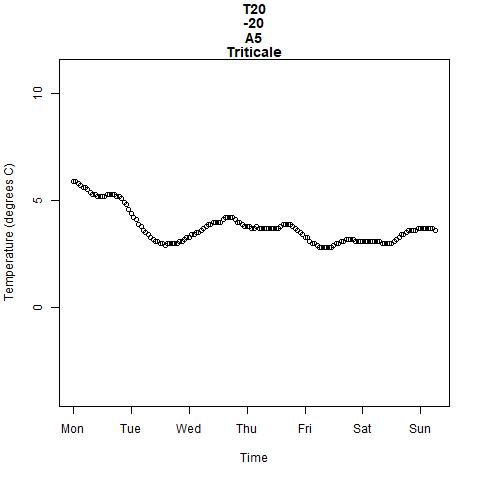 T20
-20
A5
Triticale
10
5
0
Temperature (degrees C)
Mon Tue Wed Thu Fri Sat Sun
Time